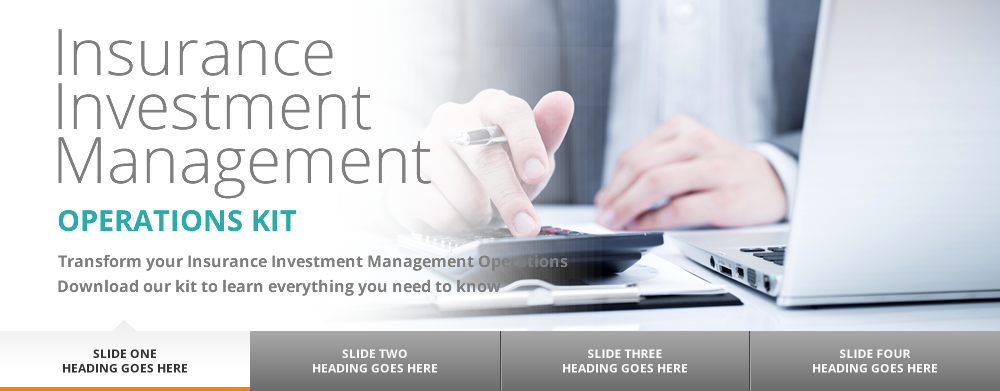 Insurance
Investment
Management
OPERATIONS KIT
Transform your Insurance Investment Management Operations
Download our kit to learn everything you need to know
SLIDE ONE
HEADING GOES HERE
SLIDE TWO
HEADING GOES HERE
SLIDE THREE
HEADING GOES HERE
SLIDE FOUR
HEADING GOES HERE